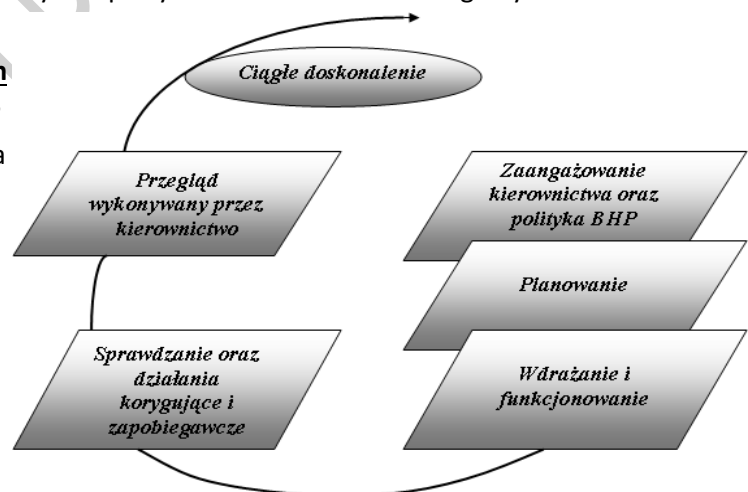 Ciągłe doskonalenie
Przegląd
wykonywany przez
kierownictwo
Zaangażowanie
kierownictwa oraz
polityka BHP
Planowanie
Sprawdzanie oraz
działania
korygujące i
zapobiegawcze
Wdrażanie i
funkcjonowanie